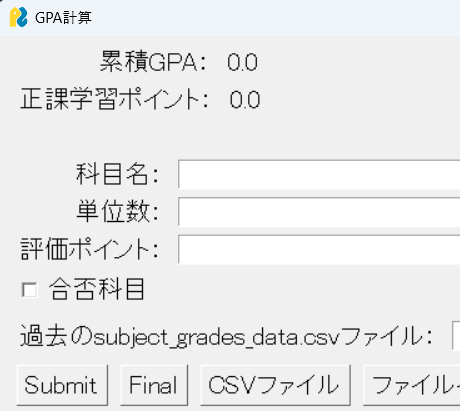 GPA計算
累積GPA： 0.0
正課学習ポイント： 0.0
科目名：
単位数：
評価ポイント：
合否科目
過去のsubject_grades_data.csvファイル：
Submit Final CSVファイル ファイル